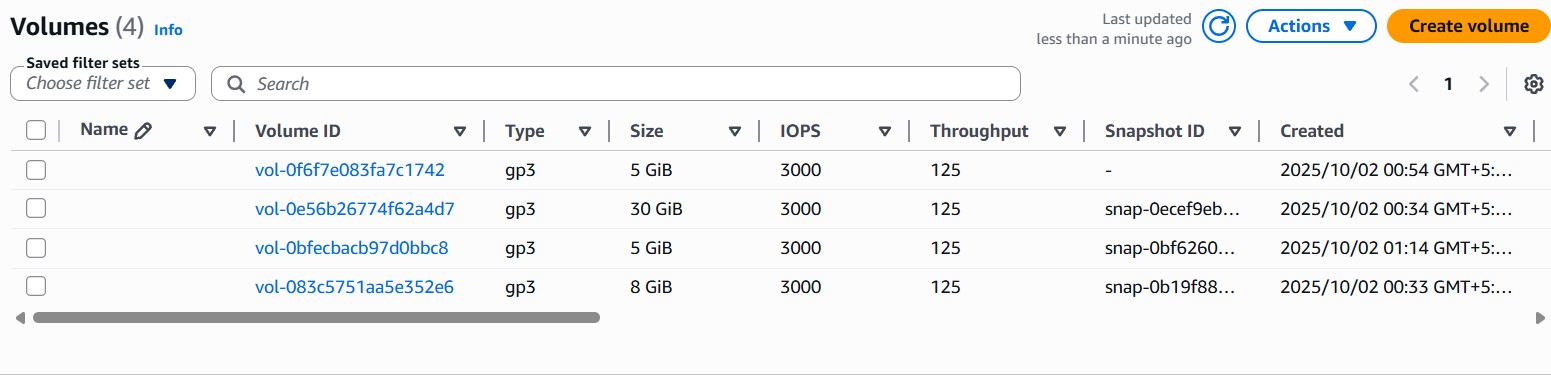 Volumes (4) Info
Last updated
less than a minute ago
Actions
Create volume
Saved filter sets
Choose filter set
Search
1
Name Volume ID Type Size IOPS Throughput Snapshot ID Created
vol-0f6f7e083fa7c1742 gp3 5 GiB 3000 125 - 2025/10/02 00:54 GMT+5:...
vol-0e56b26774f62a4d7 gp3 30 GiB 3000 125 snap-0ecef9eb... 2025/10/02 00:34 GMT+5:...
vol-0bfecbacb97d0bbc8 gp3 5 GiB 3000 125 snap-0bf6260... 2025/10/02 01:14 GMT+5:...
vol-083c5751aa5e352e6 gp3 8 GiB 3000 125 snap-0b19f88... 2025/10/02 00:33 GMT+5:...